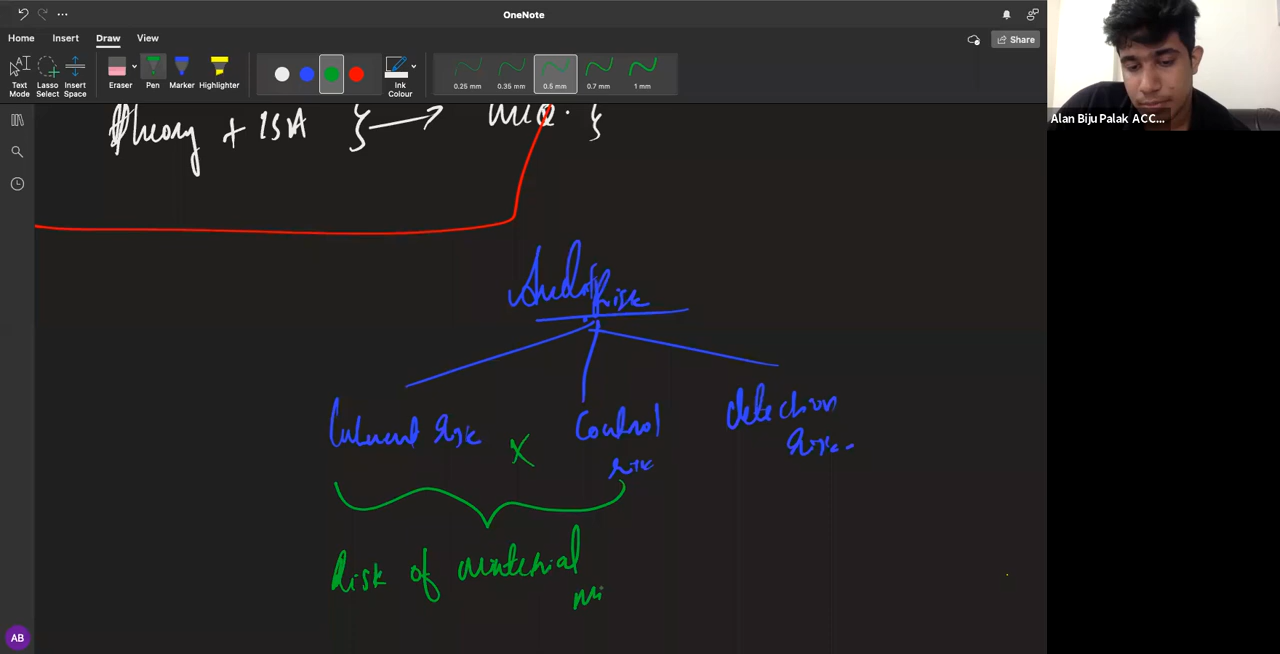 OneNote
Home Insert Draw View
Share
Text Mode
Lasso Select
Insert Space
Eraser
Pen
Marker
Highlighter
Ink Colour
0.25 mm
0.35 mm
0.5 mm
0.7 mm
1 mm
Theory + ISA } → MCQ. }
Audit Risk
Inherent Risk X Control Risk
Detection Risk.
Risk of material
mi
Alan Biju Palak ACC...
AB